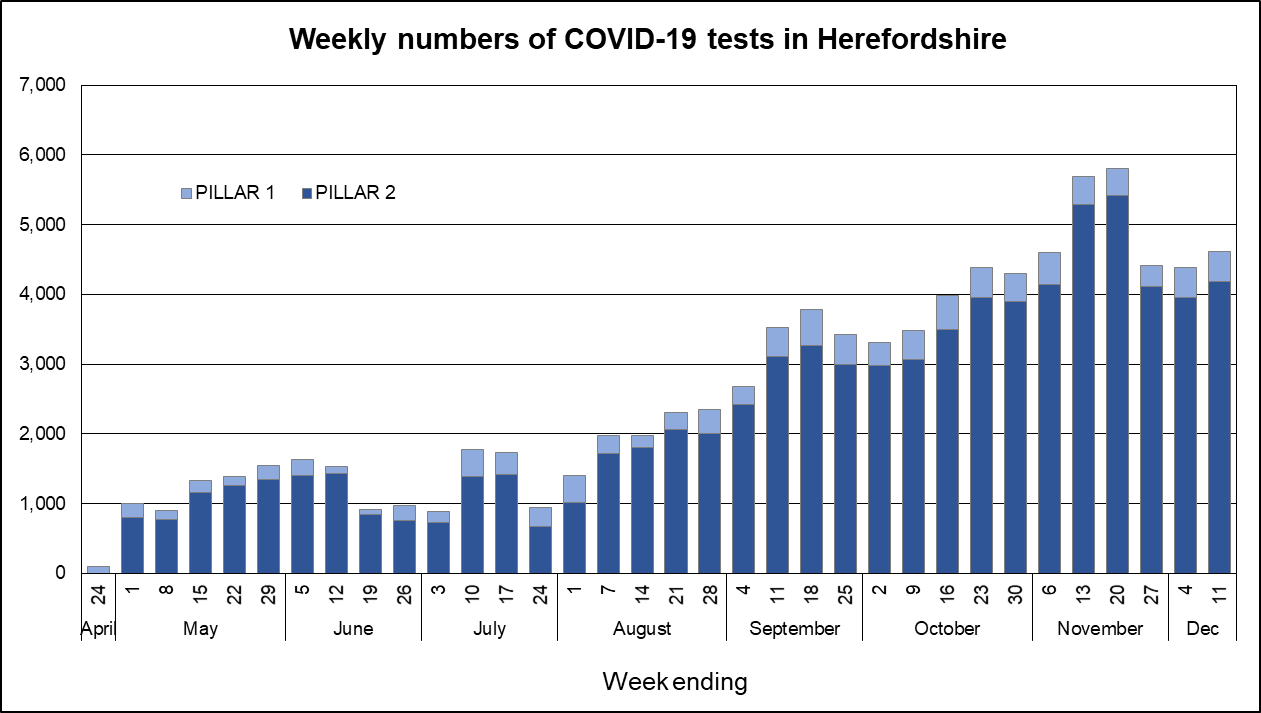 Weekly numbers of COVID-19 tests in Herefordshire
7,000
6,000
PILLAR 1 PILLAR 2
5,000
4,000
3,000
2,000
1,000
0
24 1 8 15 22 29 5 12 19 26 3 10 17 24 1 7 14 21 28 4 11 18 25 2 9 16 23 30 6 13 20 27 4 11
April May June July August September October November Dec
Week ending